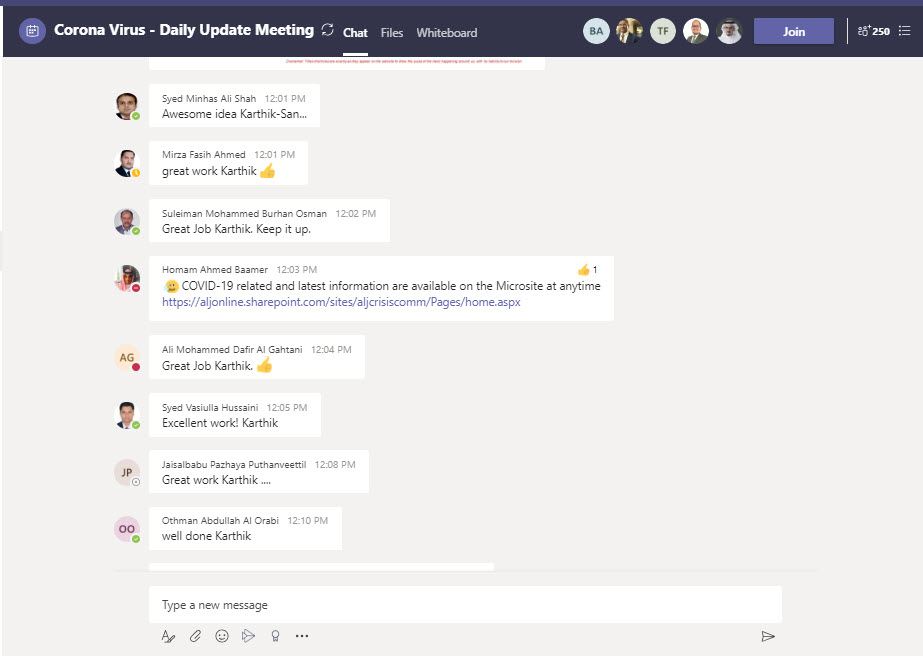 Corona Virus - Daily Update Meeting Chat Files Whiteboard BA TF Join 250
Syed Minhas Ali Shah 12:01 PM
Awesome idea Karthik-San...
Mirza Fasih Ahmed 12:01 PM
great work Karthik 👍
Suleiman Mohammed Burhan Osman 12:02 PM
Great Job Karthik. Keep it up.
Homam Ahmed Baamer 12:03 PM 👍 1
COVID-19 related and latest information are available on the Microsite at anytime
https://aljonline.sharepoint.com/sites/aljcrisiscomm/Pages/home.aspx
AG
Ali Mohammed Dafir Al Gahtani 12:04 PM
Great Job Karthik. 👍
Syed Vasiulla Hussaini 12:05 PM
Excellent work! Karthik
JP
Jaisalbabu Pazhaya Puthanveettil 12:08 PM
Great work Karthik ....
OO
Othman Abdullah Al Orabi 12:10 PM
well done Karthik
Type a new message